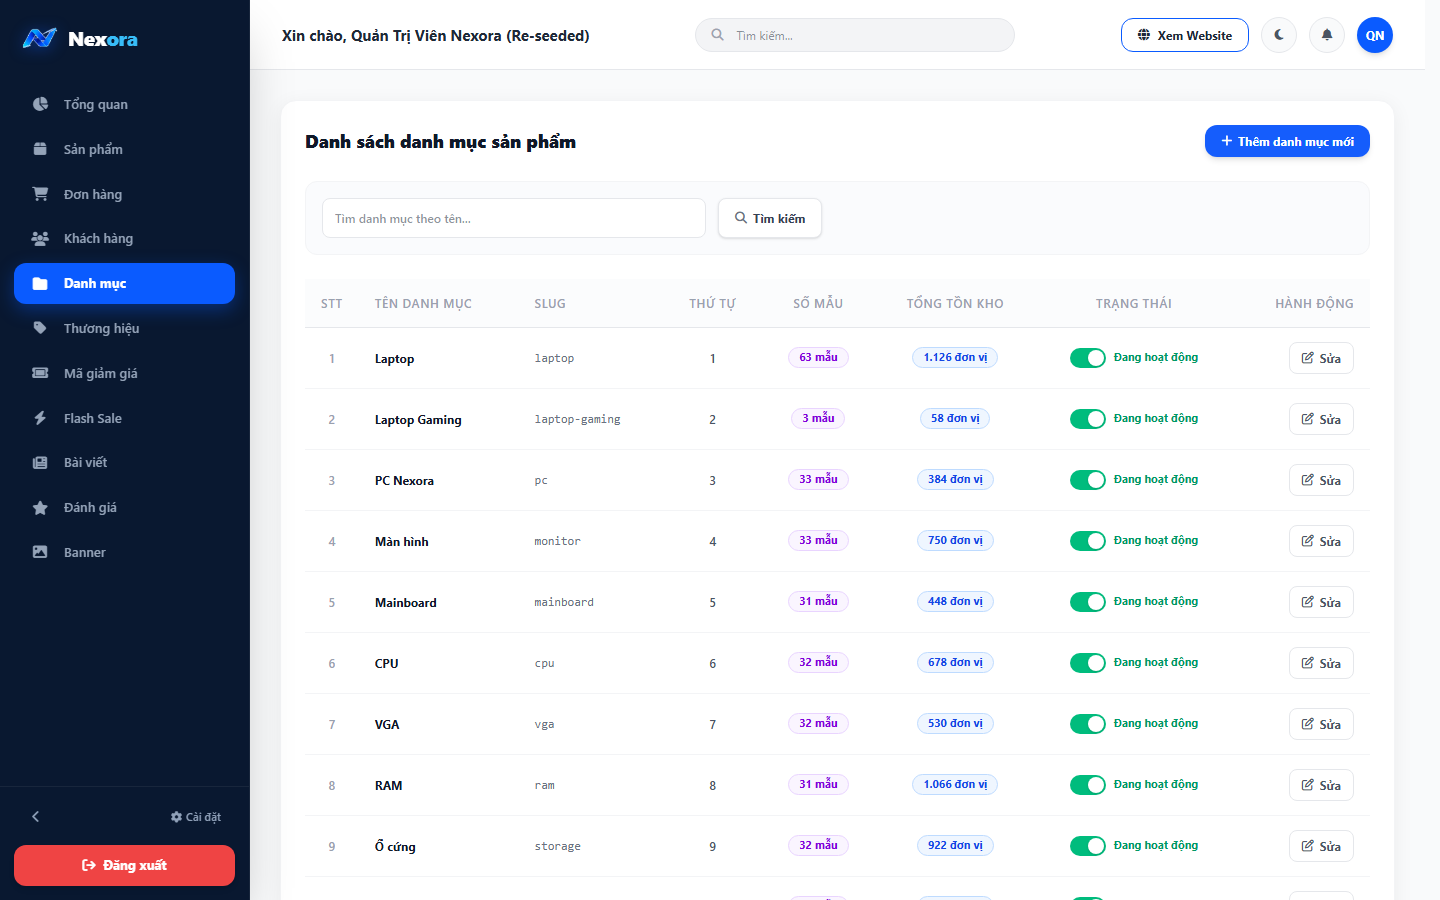 Nexora
Xin chào, Quản Trị Viên Nexora (Re-seeded)
Tìm kiếm...
Xem Website
QN
Tổng quan
Sản phẩm
Đơn hàng
Khách hàng
Danh mục
Thương hiệu
Mã giảm giá
Flash Sale
Bài viết
Đánh giá
Banner
Cài đặt
Đăng xuất
Danh sách danh mục sản phẩm
Thêm danh mục mới
Tìm danh mục theo tên...
Tìm kiếm
STT TÊN DANH MỤC SLUG THỨ TỰ SỐ MẪU TỔNG TỒN KHO TRẠNG THÁI HÀNH ĐỘNG
1 Laptop laptop 1 63 mẫu 1.126 đơn vị Đang hoạt động Sửa
2 Laptop Gaming laptop-gaming 2 3 mẫu 58 đơn vị Đang hoạt động Sửa
3 PC Nexora pc 3 33 mẫu 384 đơn vị Đang hoạt động Sửa
4 Màn hình monitor 4 33 mẫu 750 đơn vị Đang hoạt động Sửa
5 Mainboard mainboard 5 31 mẫu 448 đơn vị Đang hoạt động Sửa
6 CPU cpu 6 32 mẫu 678 đơn vị Đang hoạt động Sửa
7 VGA vga 7 32 mẫu 530 đơn vị Đang hoạt động Sửa
8 RAM ram 8 31 mẫu 1.066 đơn vị Đang hoạt động Sửa
9 Ổ cứng storage 9 32 mẫu 922 đơn vị Đang hoạt động Sửa